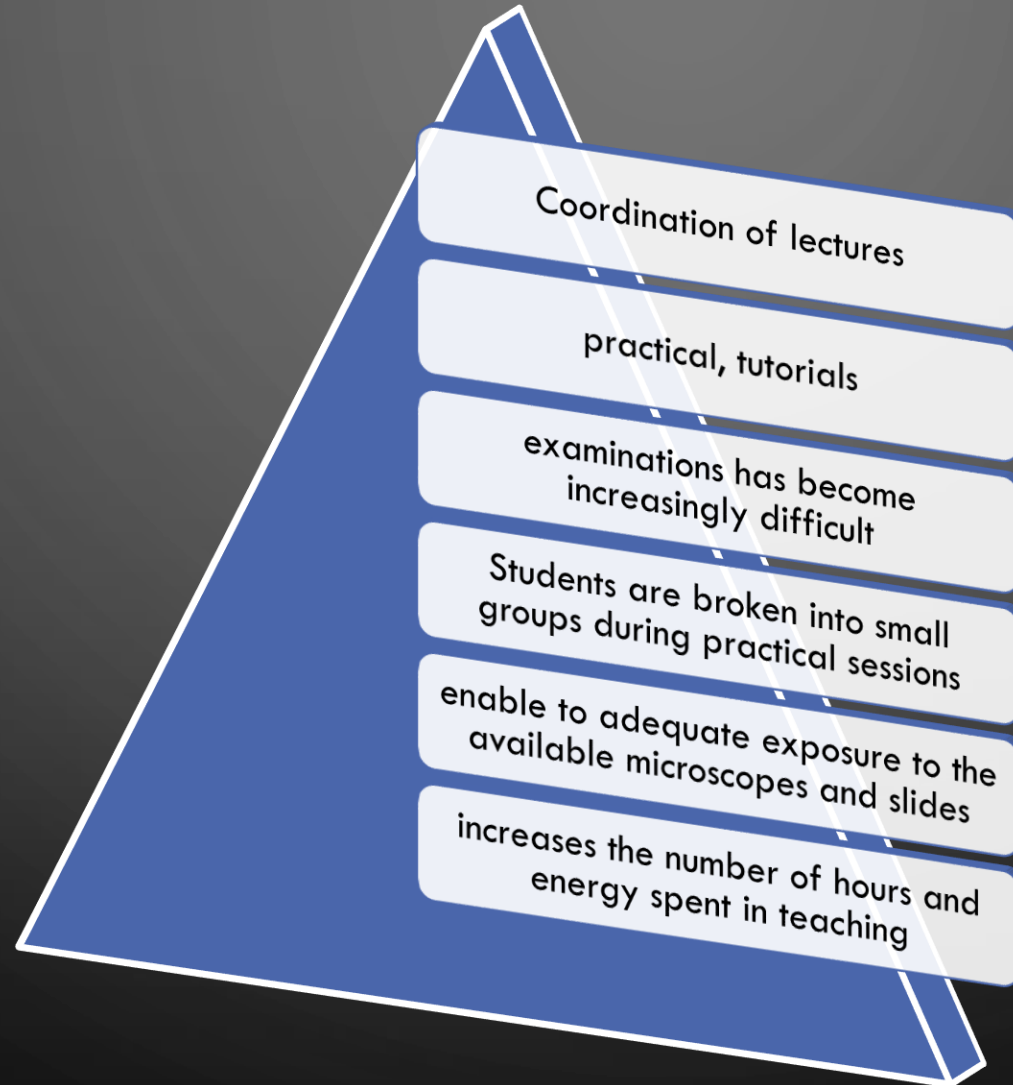 Coordination of lectures
practical, tutorials
examinations has become
increasingly difficult
Students are broken into small
groups during practical sessions
enable to adequate exposure to the
available microscopes and slides
increases the number of hours and
energy spent in teaching